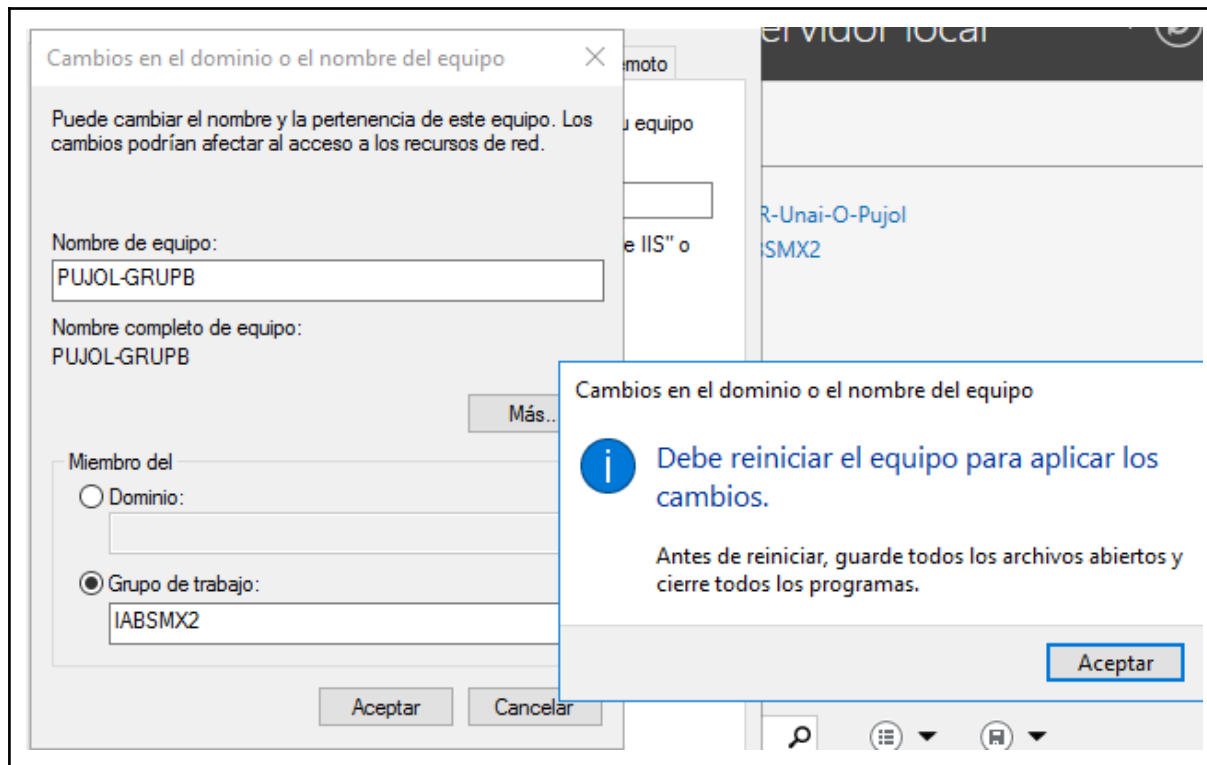 Cambios en el dominio o el nombre del equipo
Puede cambiar el nombre y la pertenencia de este equipo. Los
cambios podrían afectar al acceso a los recursos de red.
Nombre de equipo:
PUJOL-GRUPB
Nombre completo de equipo:
PUJOL-GRUPB
Más...
Miembro del
Dominio:
Grupo de trabajo:
IABSMX2
Aceptar
Cancelar
emoto
u equipo
e IIS" o
ervidor local
R-Unai-O-Pujol
SMX2
Cambios en el dominio o el nombre del equipo
Debe reiniciar el equipo para aplicar los
cambios.
Antes de reiniciar, guarde todos los archivos abiertos y
cierre todos los programas.
Aceptar